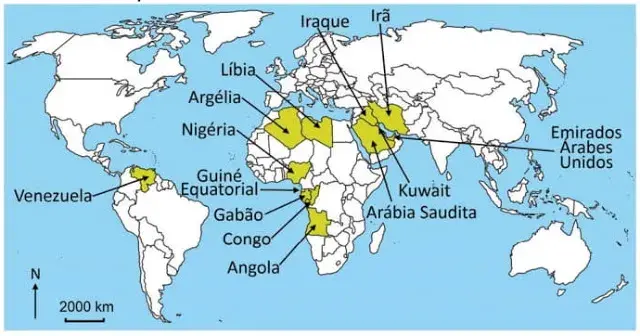 Iraque
Irã
Líbia
Argélia
Nigéria
Emirados
Árabes
Unidos
Guiné
Equatorial
Venezuela
Kuwait
Gabão
Arábia Saudita
Congo
Angola
N
2000 km